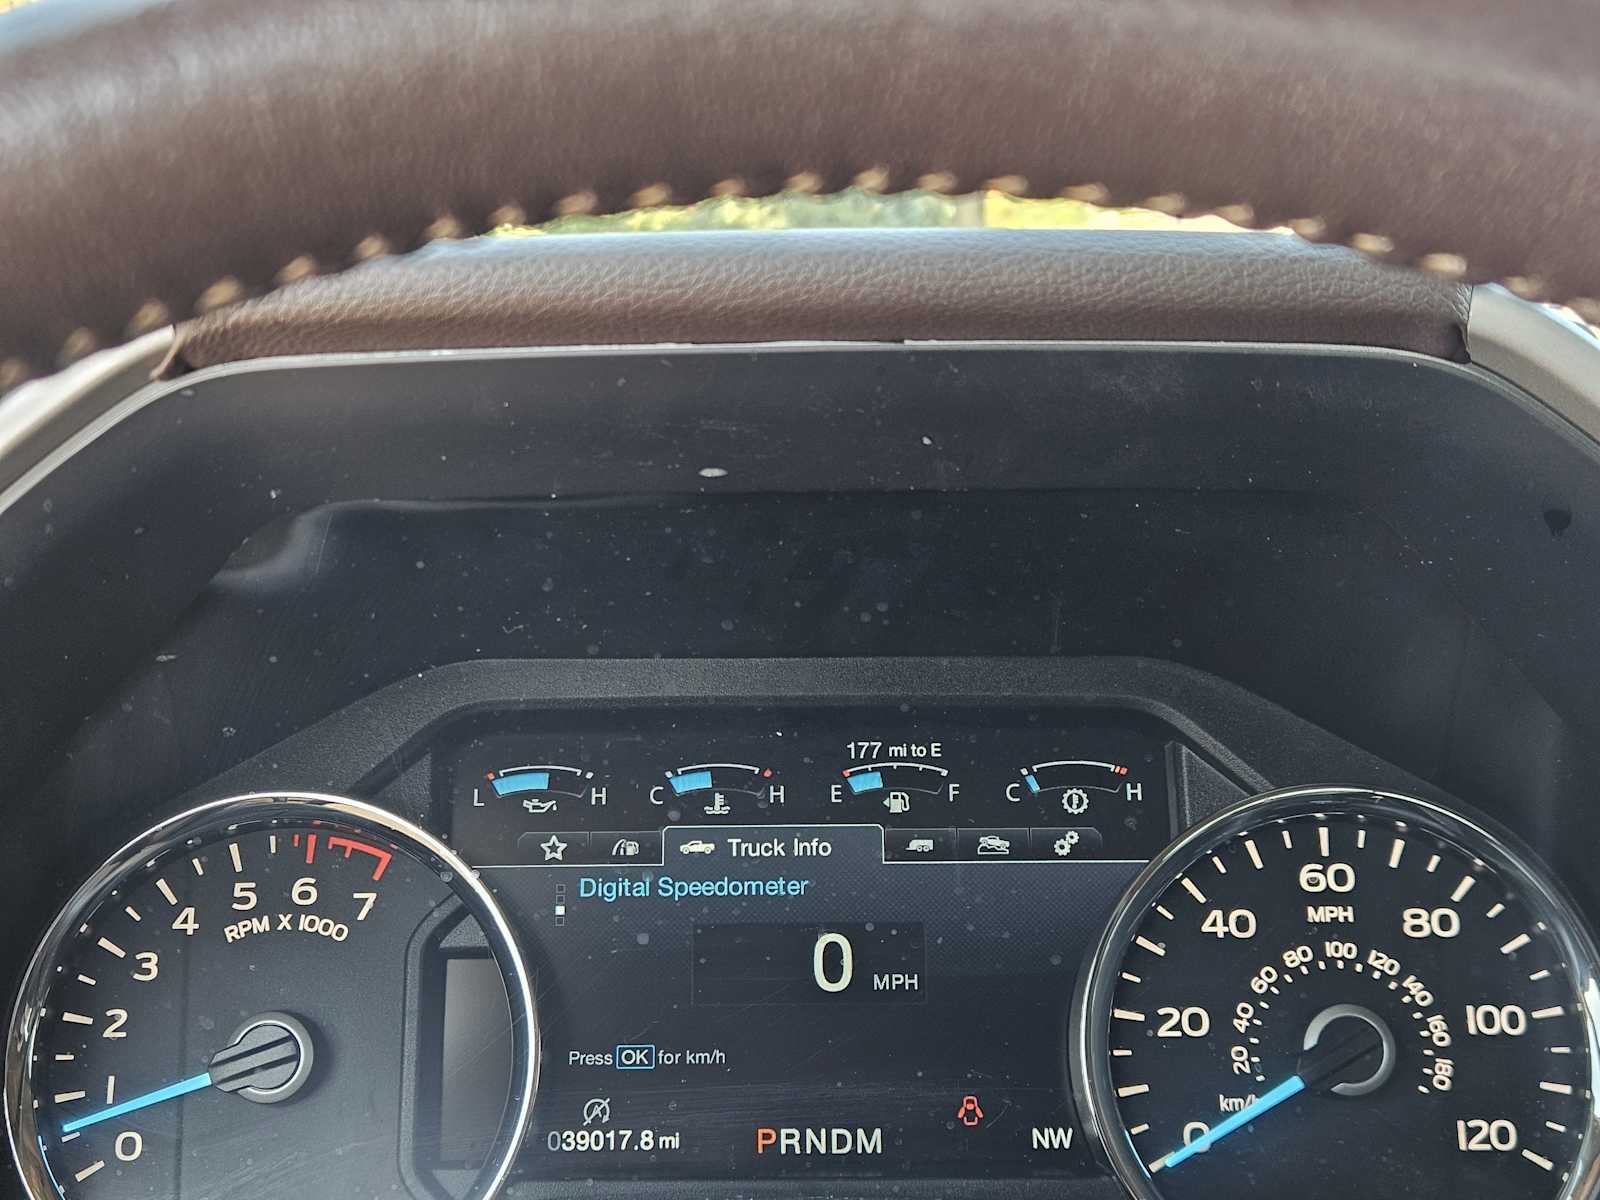 177 mi to E
L H C H E F C H
Truck Info
Digital Speedometer
0 MPH
Press OK for km/h
039017.8 mi
PRNDM
NW
0 1 2 3 4 5 6 7
RPM X 1000
0 20 40 60 80 100 120
MPH
20 40 60 80 100 120 140 160 180
km/h